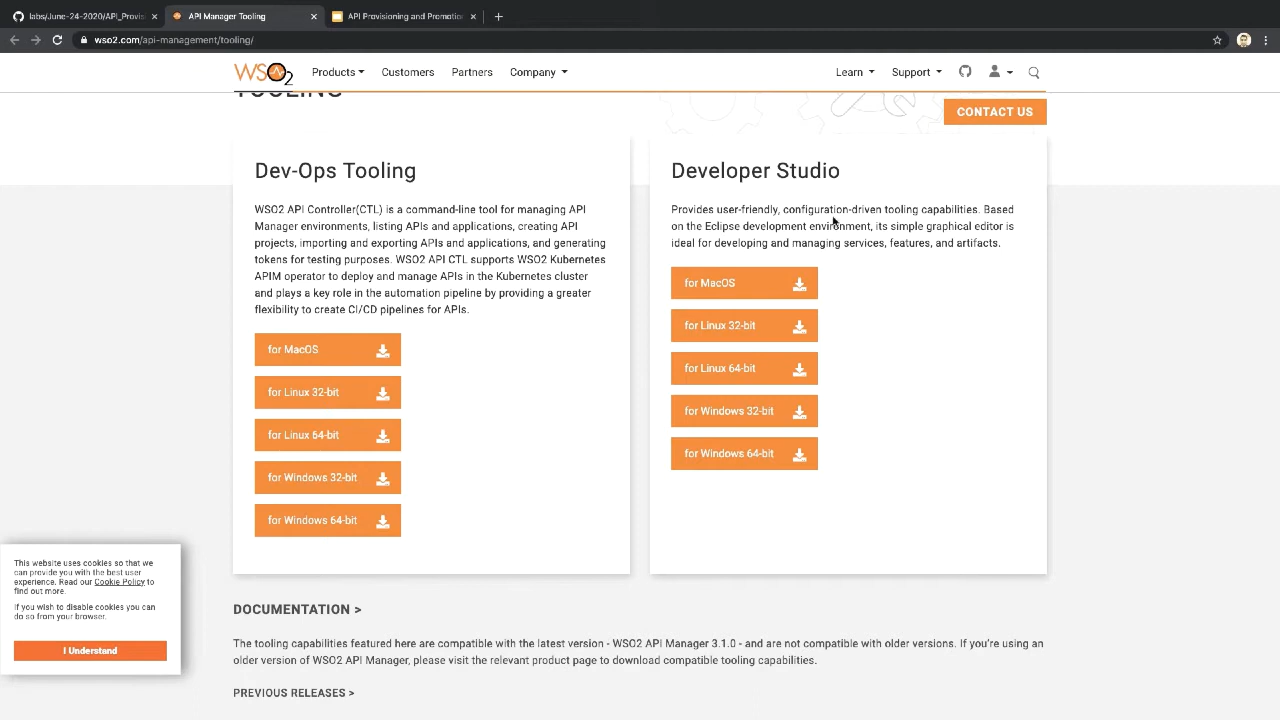 labs/June-24-2020/API_Provisi
API Manager Tooling
API Provisioning and Promotion
wso2.com/api-management/tooling/
WSO2
Products
Customers
Partners
Company
Learn
Support
TOOLING
CONTACT US
Dev-Ops Tooling
WSO2 API Controller(CTL) is a command-line tool for managing API
Manager environments, listing APIs and applications, creating API
projects, importing and exporting APIs and applications, and generating
tokens for testing purposes. WSO2 API CTL supports WSO2 Kubernetes
APIM operator to deploy and manage APIs in the Kubernetes cluster
and plays a key role in the automation pipeline by providing a greater
flexibility to create CI/CD pipelines for APIs.
for MacOS
for Linux 32-bit
for Linux 64-bit
for Windows 32-bit
for Windows 64-bit
Developer Studio
Provides user-friendly, configuration-driven tooling capabilities. Based
on the Eclipse development environment, its simple graphical editor is
ideal for developing and managing services, features, and artifacts.
for MacOS
for Linux 32-bit
for Linux 64-bit
for Windows 32-bit
for Windows 64-bit
This website uses cookies so that we
can provide you with the best user
experience. Read our Cookie Policy to
find out more.
If you wish to disable cookies you can
do so from your browser.
I Understand
DOCUMENTATION >
The tooling capabilities featured here are compatible with the latest version - WSO2 API Manager 3.1.0 - and are not compatible with older versions. If you're using an
older version of WSO2 API Manager, please visit the relevant product page to download compatible tooling capabilities.
PREVIOUS RELEASES >